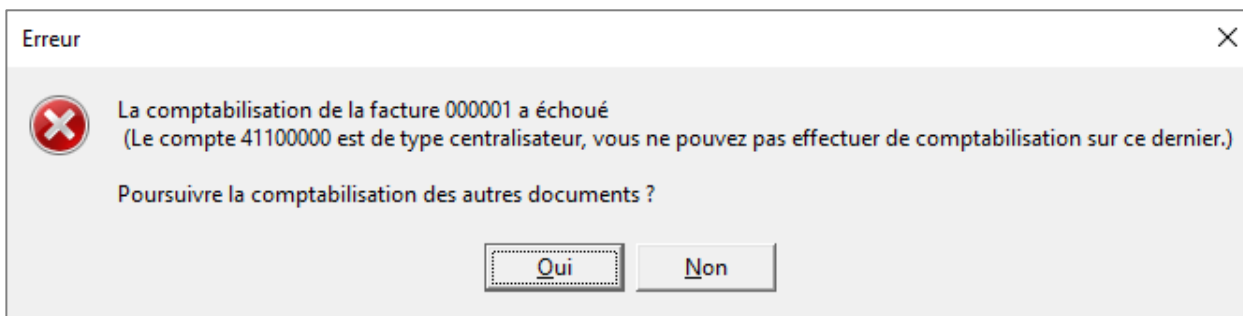 Erreur
La comptabilisation de la facture 000001 a échoué
(Le compte 41100000 est de type centralisateur, vous ne pouvez pas effectuer de comptabilisation sur ce dernier.)
Poursuivre la comptabilisation des autres documents ?
Oui
Non